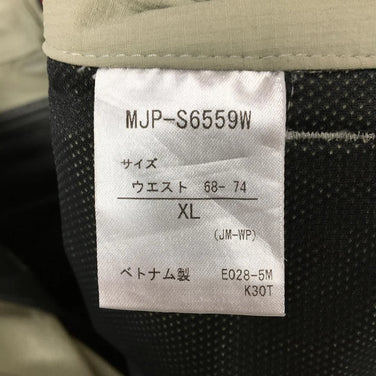 MJP-S6559W
サイズ
ウエスト 68-74
XL
(JM-WP)
ベトナム製 E028-5M
K30T